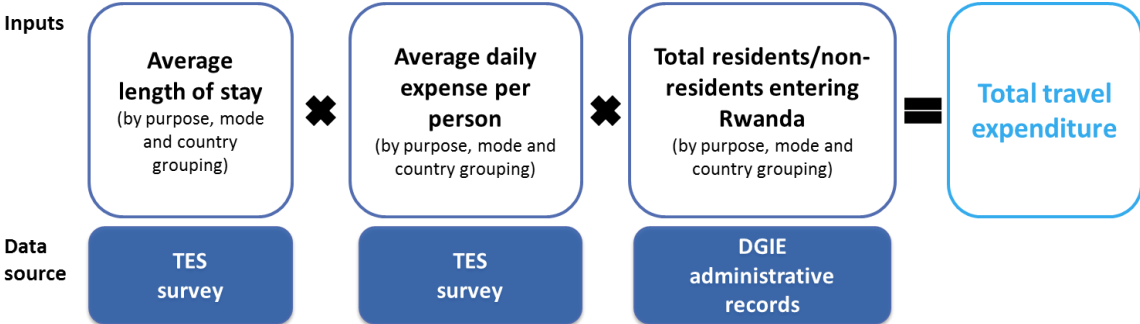 Inputs
Average
length of stay
(by purpose, mode
and country
grouping)
Average daily
expense per
person
(by purpose, mode and
country grouping)
Total residents/non-
residents entering
Rwanda
(by purpose, mode and
country grouping)
Total travel
expenditure
Data
source
TES
survey
TES
survey
DGIE
administrative
records